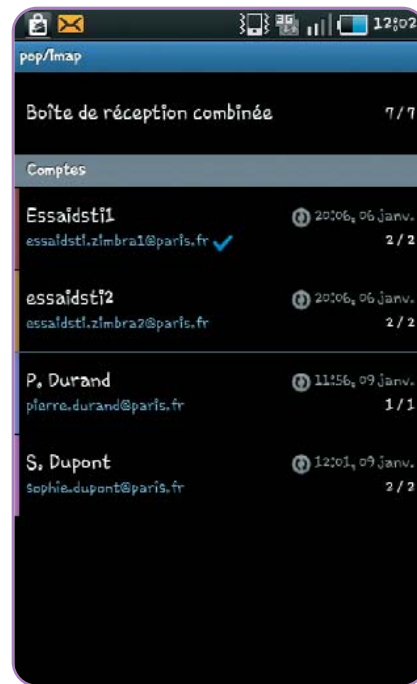 3G 12:02
pop/Imap
Boîte de réception combinée 7/7
Comptes
Essaidsti1 20:06, 06 janv.
essaidsti.zimbra1@paris.fr 2/2
essaidsti2 20:06, 06 janv.
essaidsti.zimbra2@paris.fr 2/2
P. Durand 11:56, 09 janv.
pierre.durand@paris.fr 1/1
S. Dupont 12:01, 09 janv.
sophie.dupont@paris.fr 2/2